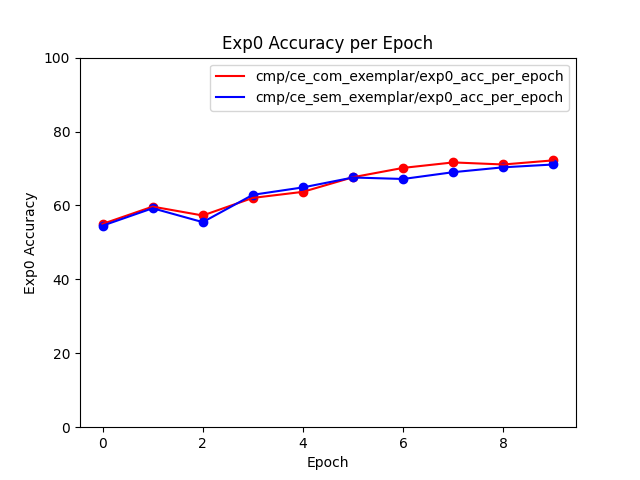 Exp0 Accuracy per Epoch
cmp/ce_com_exemplar/exp0_acc_per_epoch
cmp/ce_sem_exemplar/exp0_acc_per_epoch
100
80
60
40
20
0
Exp0 Accuracy
0 2 4 6 8
Epoch